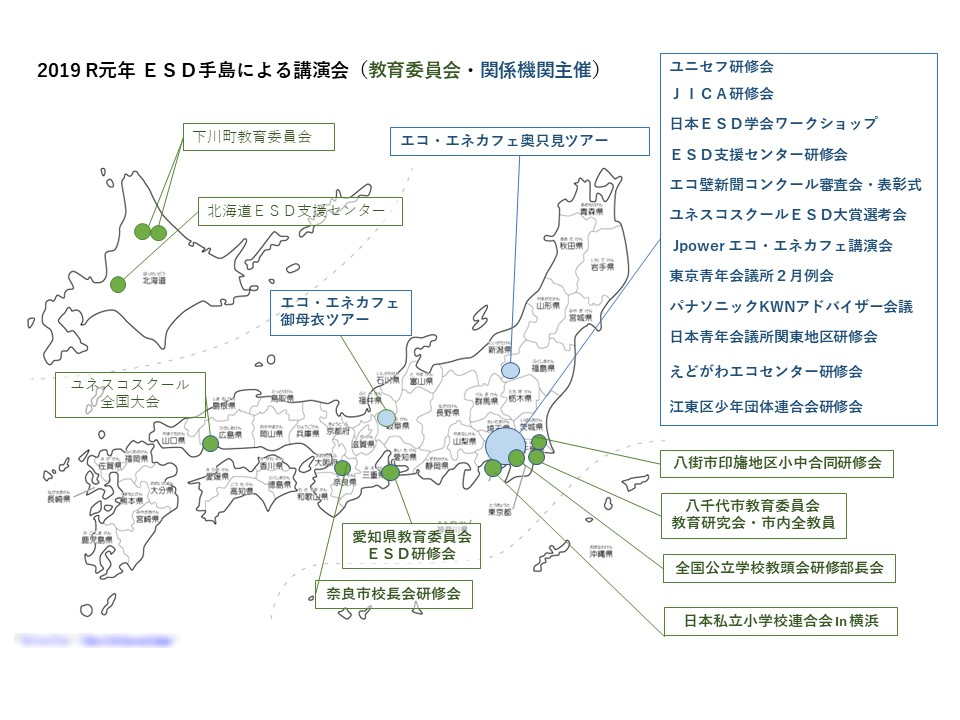 2019 R元年 ＥＳＤ手島による講演会（教育委員会・関係機関主催）
ユニセフ研修会
ＪＩＣＡ研修会
日本ＥＳＤ学会ワークショップ
ＥＳＤ支援センター研修会
エコ壁新聞コンクール審査会・表彰式
ユネスコスクールＥＳＤ大賞選考会
Jpower エコ・エネカフェ講演会
東京青年会議所２月例会
パナソニックKWNアドバイザー会議
日本青年会議所関東地区研修会
えどがわエコセンター研修会
江東区少年団体連合会研修会
下川町教育委員会
エコ・エネカフェ奥只見ツアー
北海道ＥＳＤ支援センター
エコ・エネカフェ
御母衣ツアー
ユネスコスクール
全国大会
八街市印旛地区小中合同研修会
八千代市教育委員会
教育研究会・市内全教員
愛知県教育委員会
ＥＳＤ研修会
全国公立学校教頭会研修部長会
奈良市校長会研修会
日本私立小学校連合会In横浜
北海道
青森県
秋田県
岩手県
山形県
宮城県
新潟県
福島県
石川県
富山県
群馬県
栃木県
福井県
長野県
茨城県
島根県
鳥取県
山口県
広島県
岡山県
兵庫県
京都府
滋賀県
山梨県
福岡県
佐賀県
長崎県
大分県
熊本県
宮崎県
鹿児島県
愛媛県
香川県
高知県
徳島県
大阪府
奈良県
和歌山県
三重県
愛知県
静岡県
東京都
沖縄県